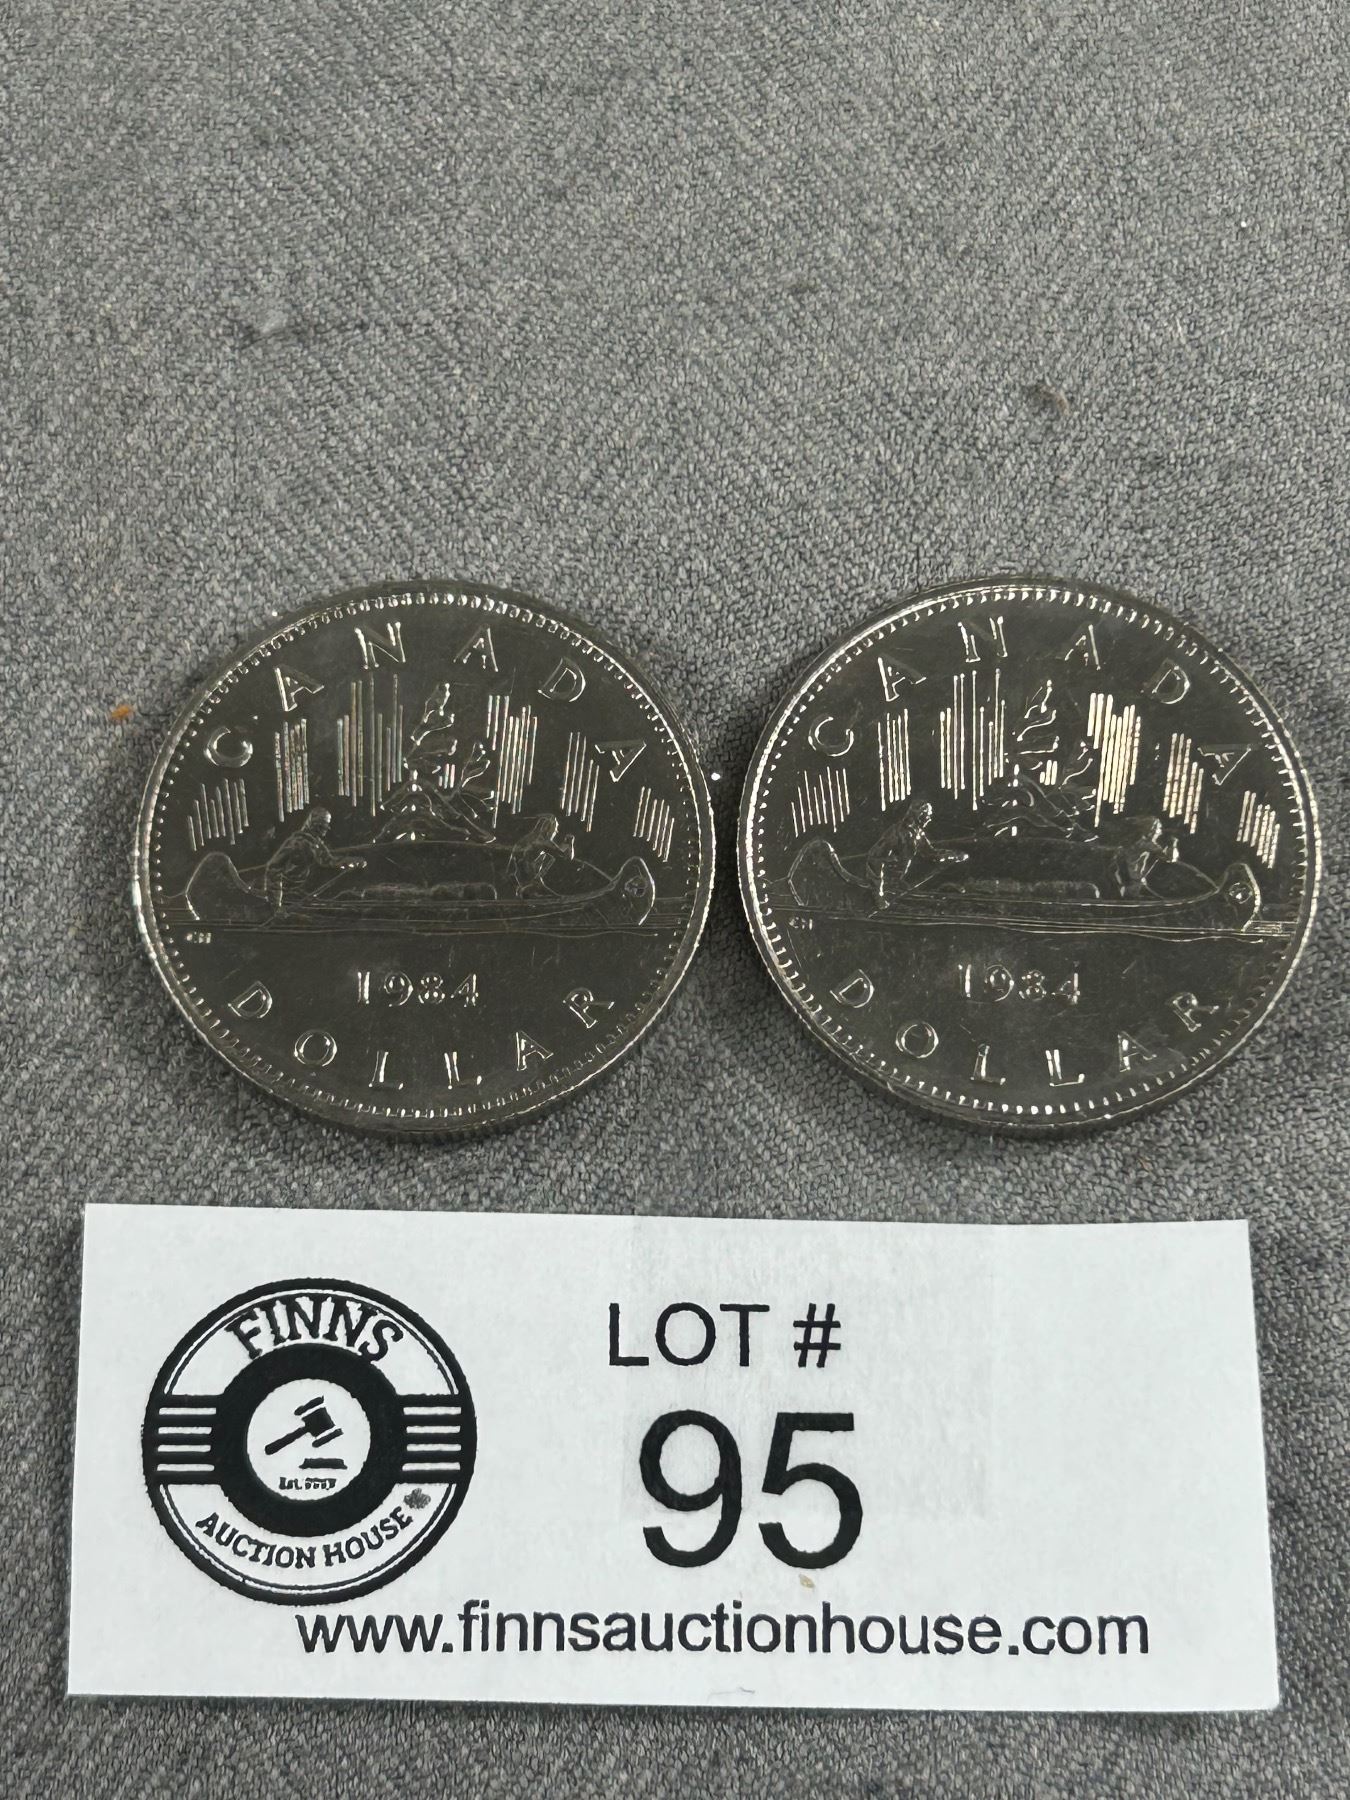 CANADA
1984
DOLLAR
CANADA
1984
DOLLAR
FINNS
AUCTION HOUSE
LOT #
95
www.finnsauctionhouse.com